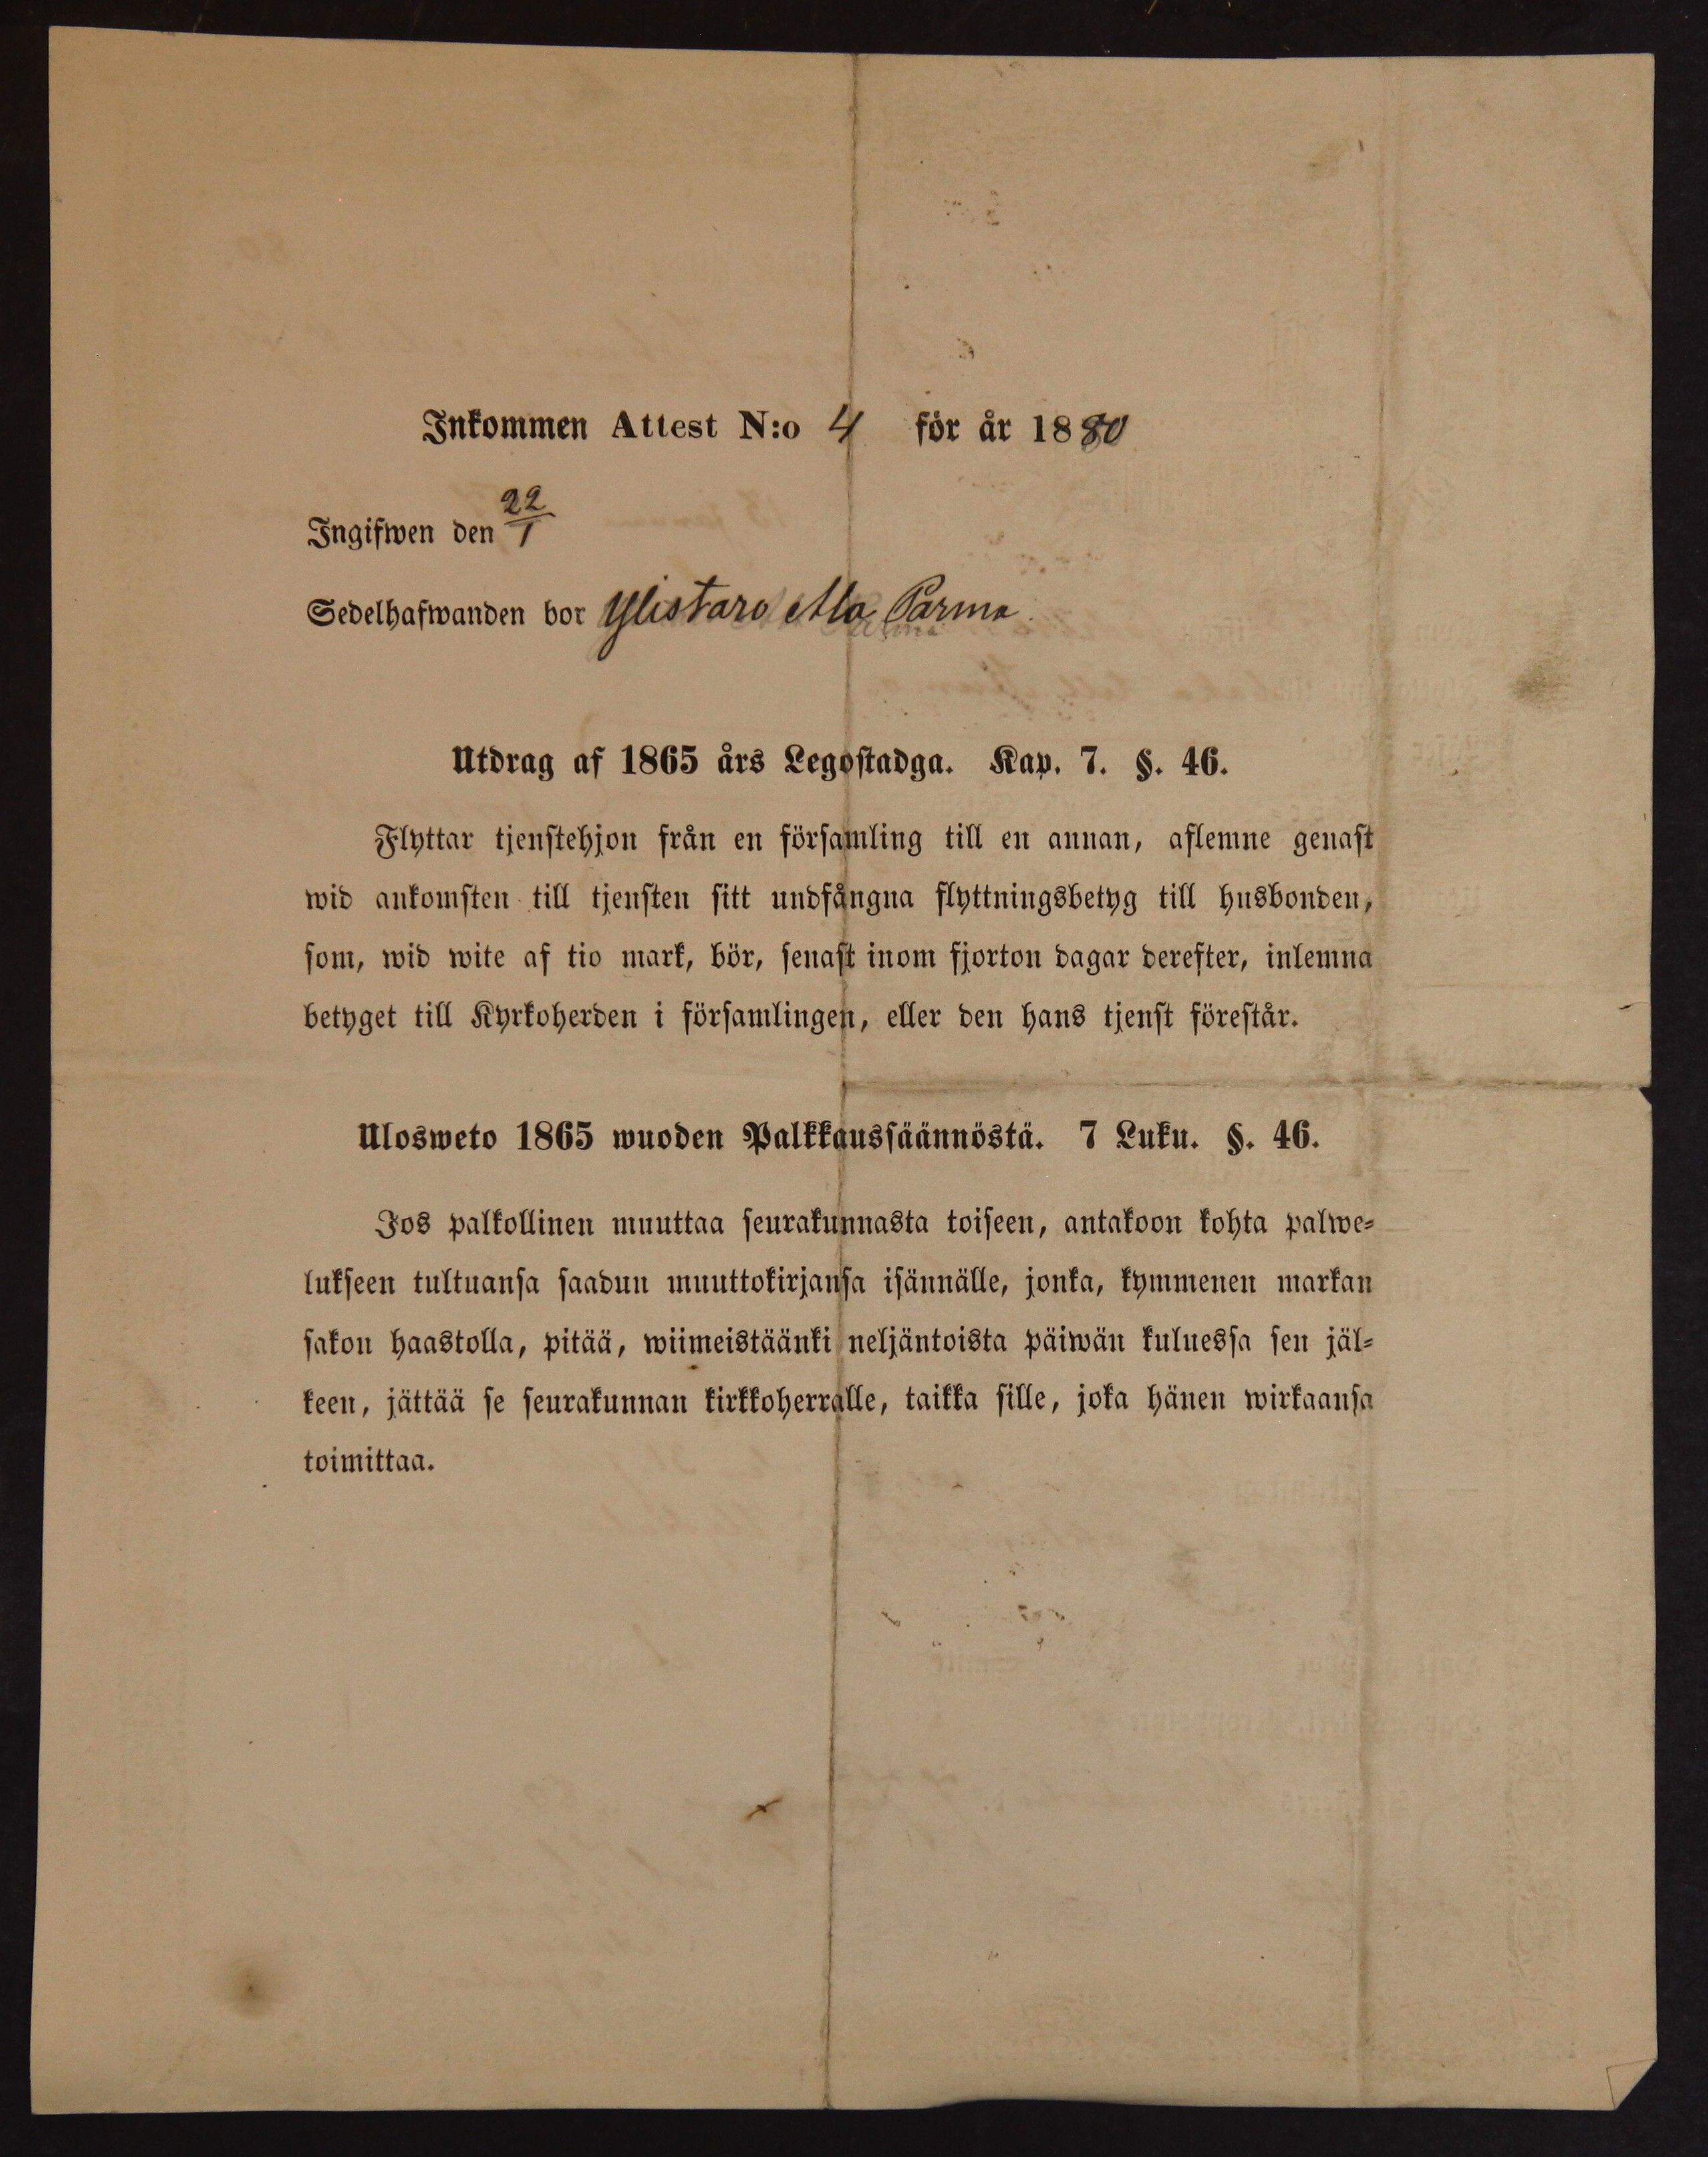 Inkommen Attest N:o 4 för år 1880
Ingifwen den 22/1
Sedelhafwanden bor Ylistaro Ala Parma
Utdrag af 1865 års Legostadga. Kap. 7. §. 46.
Flyttar tjenstehjon från en församling till en annan, aflemne genast
wid ankomsten till tjensten sitt undfångna flyttningsbetyg till husbonden,
som, wid wite af tio mark, bör, senast inom fjorton dagar derefter, inlemna
betyget till Kyrkoherden i församlingen, eller den hans tjenst förestår.
Ulosweto 1865 wuoden Palkkaussäännöstä. 7 Luku. §. 46.
Jos palkollinen muuttaa seurakunnasta toiseen, antakoon kohta palwe-
lukseen tultuansa saadun muuttokirjansa isännälle, jonka, kymmenen markan
sakon haastolla, pitää, wiimeistäänki neljäntoista päiwän kuluessa sen jäl-
keen, jättää se seurakunnan kirkkoherralle, taikka sille, joka hänen wirkaansa
toimittaa.